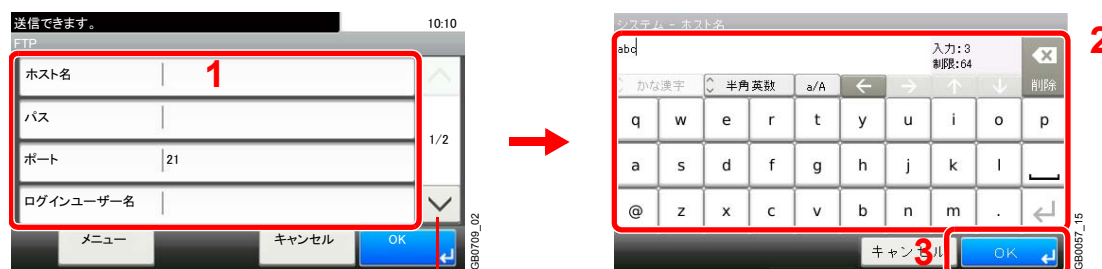 送信できます。 10:10
FTP
ホスト名
1
パス
ポート 21
1/2
ログインユーザー名
メニュー キャンセル OK
GB0709_02
システム - ホスト名
abc
入力:3
制限:64
2
かな漢字 半角英数 a/A ← → ↑ ↓ 削除
q w e r t y u i o p
a s d f g h j k l
@ z x c v b n m .
キャンセル OK
3
GB0057_15